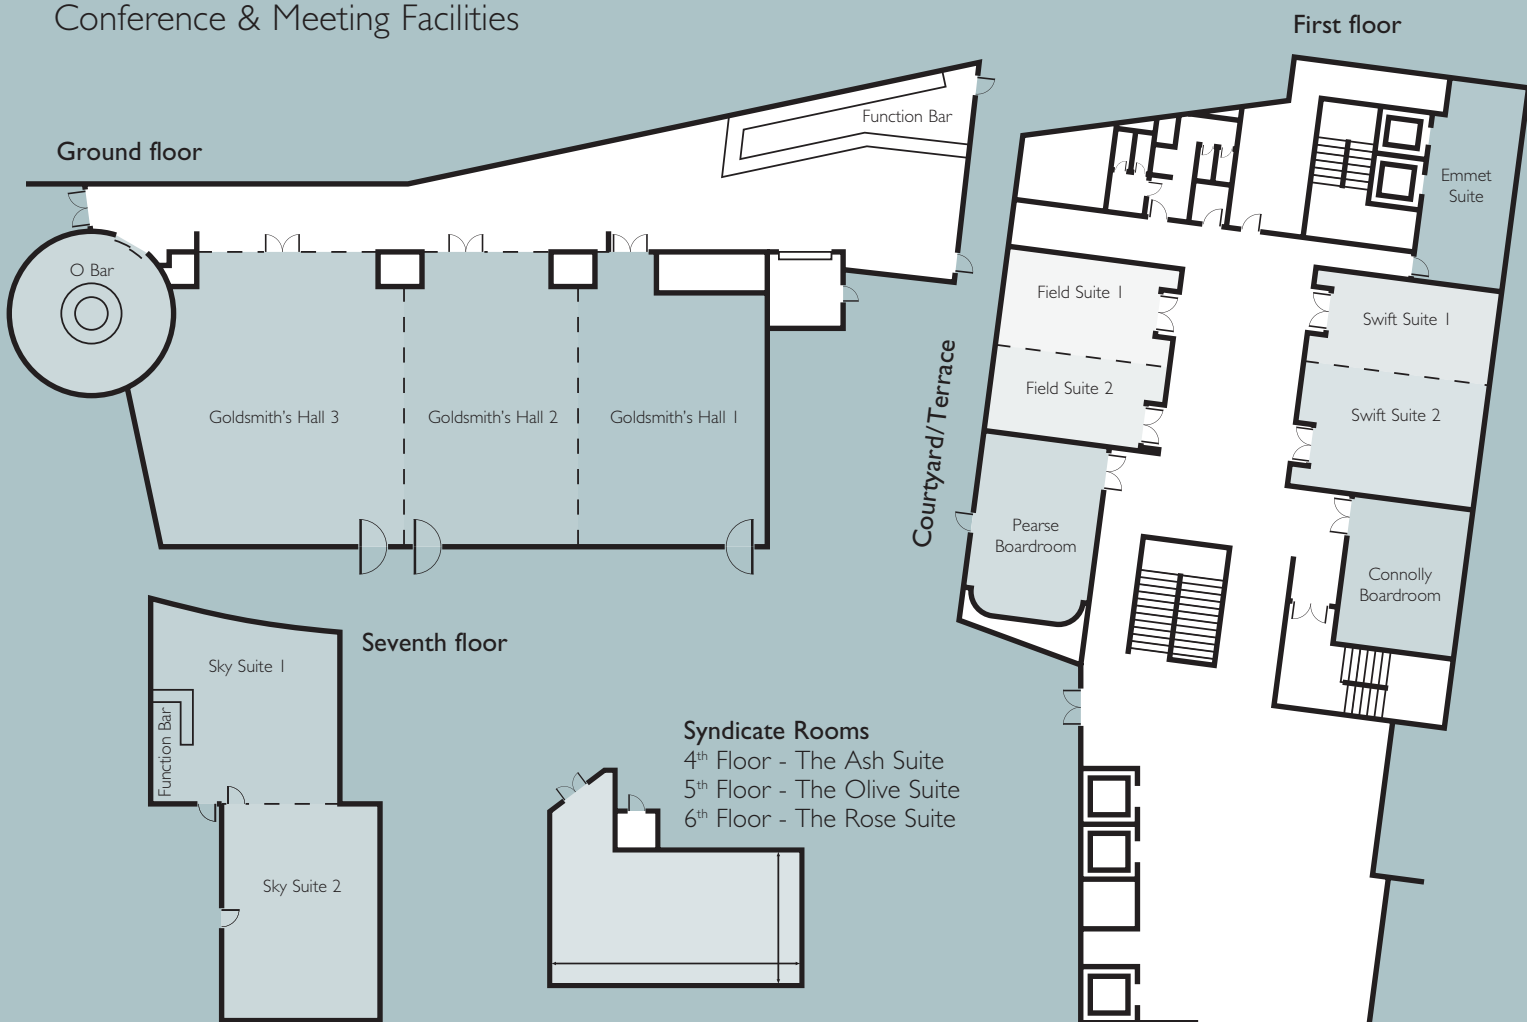 Conference & Meeting Facilities
First floor
Ground floor
Function Bar
O Bar
Goldsmith's Hall 3
Goldsmith's Hall 2
Goldsmith's Hall 1
Emmet
Suite
Field Suite 1
Field Suite 2
Swift Suite 1
Swift Suite 2
Courtyard/Terrace
Pearse
Boardroom
Connolly
Boardroom
Seventh floor
Sky Suite 1
Function Bar
Sky Suite 2
Syndicate Rooms
4th Floor - The Ash Suite
5th Floor - The Olive Suite
6th Floor - The Rose Suite